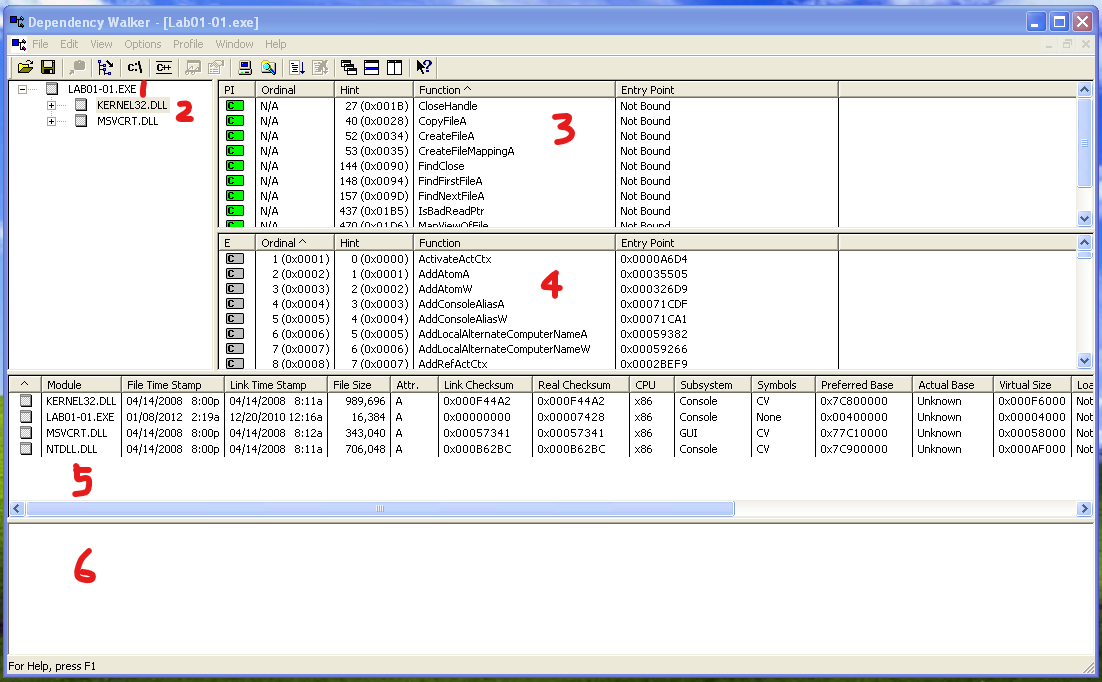 Dependency Walker - [Lab01-01.exe]
File Edit View Options Profile Window Help
c:\ C++
LAB01-01.EXE 1
KERNEL32.DLL 2
MSVCRT.DLL
PI Ordinal Hint Function ^ Entry Point
C N/A 27 (0x001B) CloseHandle Not Bound
C N/A 40 (0x0028) CopyFileA Not Bound
C N/A 52 (0x0034) CreateFileA Not Bound
C N/A 53 (0x0035) CreateFileMappingA Not Bound
C N/A 144 (0x0090) FindClose Not Bound
C N/A 148 (0x0094) FindFirstFileA Not Bound
C N/A 157 (0x009D) FindNextFileA Not Bound
C N/A 437 (0x01B5) IsBadReadPtr Not Bound
C N/A 470 (0x01D6) MapViewOfFile Not Bound
3
E Ordinal ^ Hint Function Entry Point
C 1 (0x0001) 0 (0x0000) ActivateActCtx 0x0000A6D4
C 2 (0x0002) 1 (0x0001) AddAtomA 0x00035505
C 3 (0x0003) 2 (0x0002) AddAtomW 0x000326D9
C 4 (0x0004) 3 (0x0003) AddConsoleAliasA 0x00071CDF
C 5 (0x0005) 4 (0x0004) AddConsoleAliasW 0x00071CA1
C 6 (0x0006) 5 (0x0005) AddLocalAlternateComputerNameA 0x00059382
C 7 (0x0007) 6 (0x0006) AddLocalAlternateComputerNameW 0x00059266
C 8 (0x0008) 7 (0x0007) AddRefActCtx 0x0002BEF9
4
^ Module File Time Stamp Link Time Stamp File Size Attr. Link Checksum Real Checksum CPU Subsystem Symbols Preferred Base Actual Base Virtual Size Loa
KERNEL32.DLL 04/14/2008 8:00p 04/14/2008 8:11a 989,696 A 0x000F44A2 0x000F44A2 x86 Console CV 0x7C800000 Unknown 0x000F6000 Not
LAB01-01.EXE 01/08/2012 2:19a 12/20/2010 12:16a 16,384 A 0x00000000 0x00007428 x86 Console None 0x00400000 Unknown 0x00004000 Not
MSVCRT.DLL 04/14/2008 8:00p 04/14/2008 8:12a 343,040 A 0x00057341 0x00057341 x86 GUI CV 0x77C10000 Unknown 0x00058000 Not
NTDLL.DLL 04/14/2008 8:00p 04/14/2008 8:11a 706,048 A 0x000B62BC 0x000B62BC x86 Console CV 0x7C900000 Unknown 0x000AF000 Not
5
6
For Help, press F1